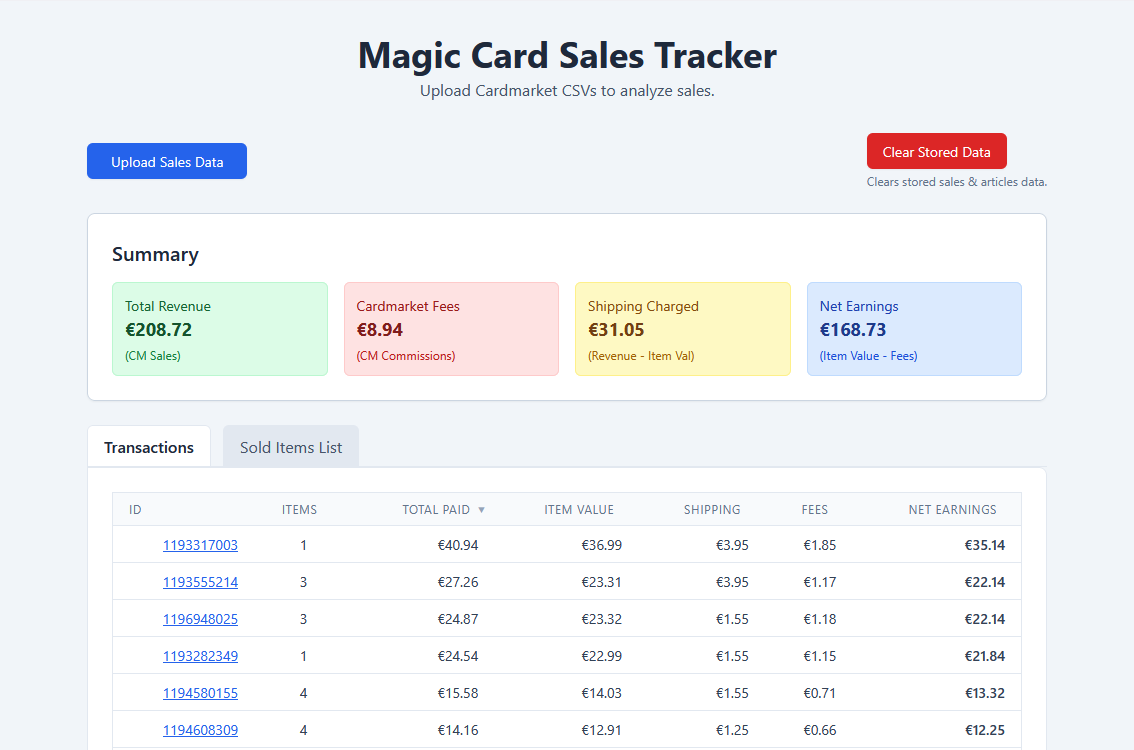 Magic Card Sales Tracker
Upload Cardmarket CSVs to analyze sales.
Upload Sales Data
Clear Stored Data
Clears stored sales & articles data.
Summary
Total Revenue
€208.72
(CM Sales)
Cardmarket Fees
€8.94
(CM Commissions)
Shipping Charged
€31.05
(Revenue - Item Val)
Net Earnings
€168.73
(Item Value - Fees)
Transactions
Sold Items List
ID ITEMS TOTAL PAID ▼ ITEM VALUE SHIPPING FEES NET EARNINGS
1193317003 1 €40.94 €36.99 €3.95 €1.85 €35.14
1193555214 3 €27.26 €23.31 €3.95 €1.17 €22.14
1196948025 3 €24.87 €23.32 €1.55 €1.18 €22.14
1193282349 1 €24.54 €22.99 €1.55 €1.15 €21.84
1194580155 4 €15.58 €14.03 €1.55 €0.71 €13.32
1194608309 4 €14.16 €12.91 €1.25 €0.66 €12.25